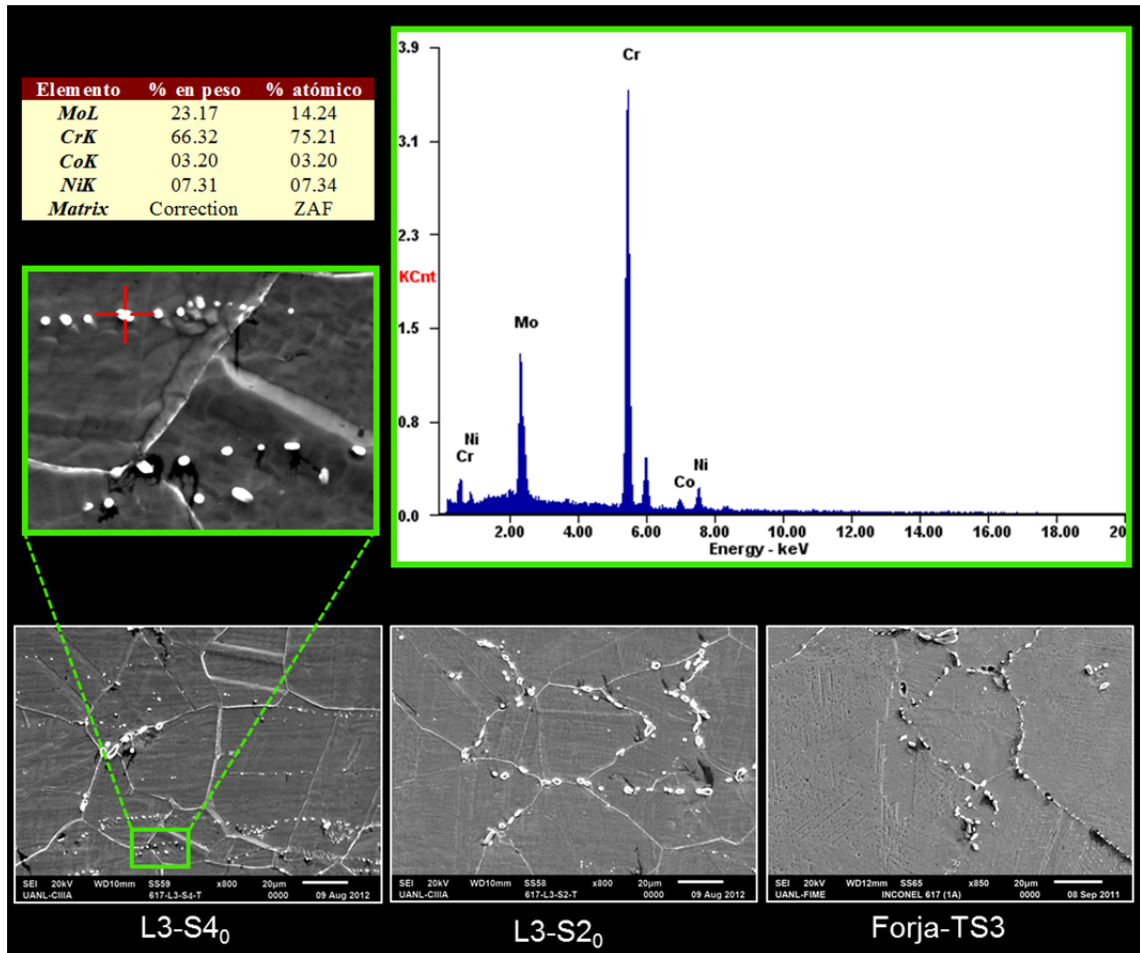 Elemento % en peso % atómico
MoL 23.17 14.24
CrK 66.32 75.21
CoK 03.20 03.20
NiK 07.31 07.34
Matrix Correction ZAF
3.9
3.1
2.3
KCnt
1.5
0.8
0.0
Cr
Mo
Ni
Cr
Co
Ni
2.00 4.00 6.00 8.00 10.00 12.00 14.00 16.00 18.00 20
Energy - keV
SEI 20kV WD10mm SS59 x800 20µm
UANL-CIIIA 617-L3-S4-T 0000 09 Aug 2012
SEI 20kV WD10mm SS58 x800 20µm
UANL-CIIIA 617-L3-S2-T 0000 09 Aug 2012
SEI 20kV WD12mm SS65 x850 20µm
UANL-FIME INCONEL 617 (1A) 0000 08 Sep 2011
L3-S4₀
L3-S2₀
Forja-TS3